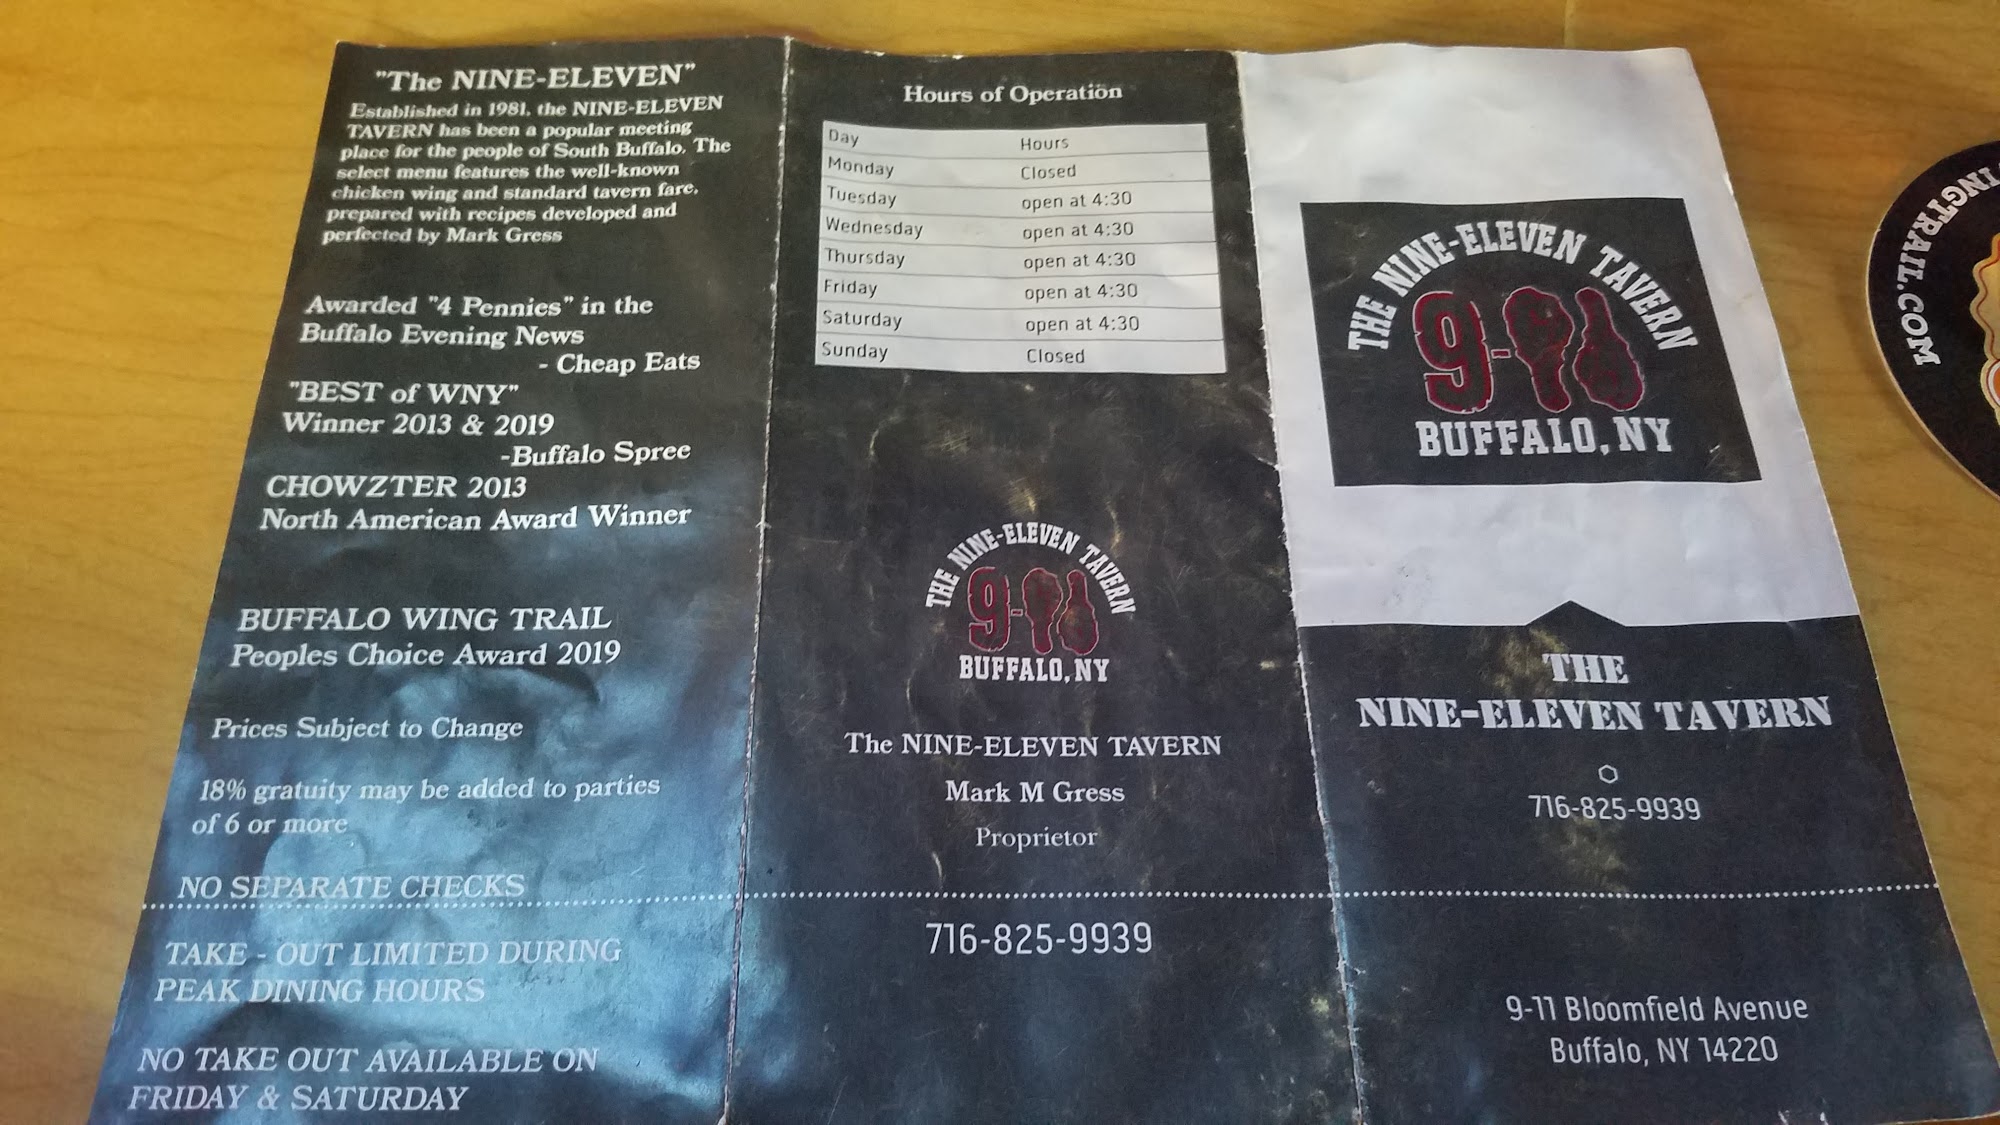 "The NINE-ELEVEN"
Established in 1981, the NINE-ELEVEN
TAVERN has been a popular meeting
place for the people of South Buffalo. The
select menu features the well-known
chicken wing and standard tavern fare,
prepared with recipes developed and
perfected by Mark Gress
Awarded "4 Pennies" in the
Buffalo Evening News
- Cheap Eats
"BEST of WNY"
Winner 2013 & 2019
-Buffalo Spree
CHOWZTER 2013
North American Award Winner
BUFFALO WING TRAIL
Peoples Choice Award 2019
Prices Subject to Change
18% gratuity may be added to parties
of 6 or more
NO SEPARATE CHECKS
TAKE - OUT LIMITED DURING
PEAK DINING HOURS
NO TAKE OUT AVAILABLE ON
FRIDAY & SATURDAY
Hours of Operation
Day Hours
Monday Closed
Tuesday open at 4:30
Wednesday open at 4:30
Thursday open at 4:30
Friday open at 4:30
Saturday open at 4:30
Sunday Closed
THE NINE-ELEVEN TAVERN
9-11
BUFFALO, NY
The NINE-ELEVEN TAVERN
Mark M Gress
Proprietor
716-825-9939
THE NINE-ELEVEN TAVERN
9-11
BUFFALO, NY
THE
NINE-ELEVEN TAVERN
716-825-9939
9-11 Bloomfield Avenue
Buffalo, NY 14220